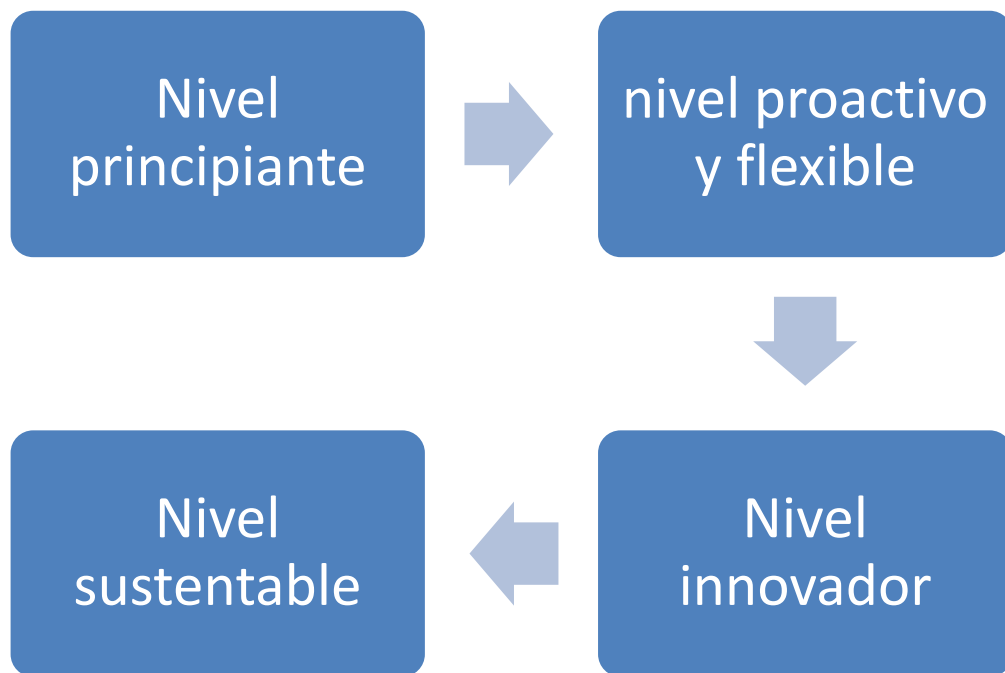 Nivel
principiante
nivel proactivo
y flexible
Nivel
innovador
Nivel
sustentable